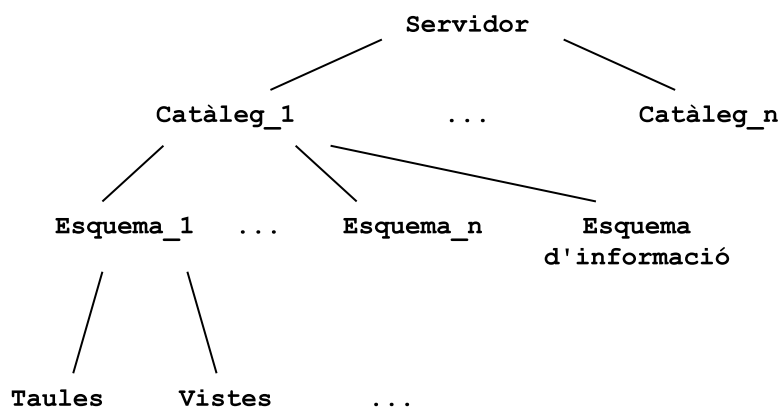 Servidor
Catàleg_1 ... Catàleg_n
Esquema_1 ... Esquema_n Esquema
d'informació
Taules Vistes ...